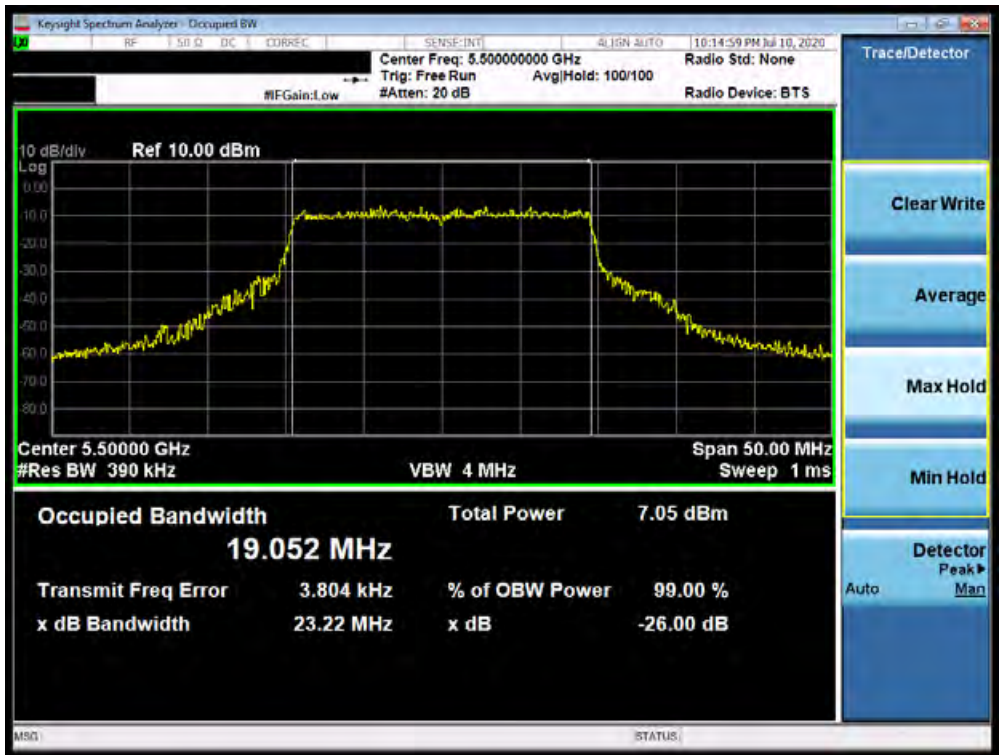 Keysight Spectrum Analyzer - Occupied BW
LXI RF 50 Ω DC CORREC SENSE:INT ALIGN AUTO 10:14:59 PM Jul 10, 2020
Center Freq: 5.500000000 GHz Radio Std: None
Trig: Free Run Avg|Hold: 100/100
#IFGain:Low #Atten: 20 dB Radio Device: BTS
Trace/Detector
10 dB/div Ref 10.00 dBm
Log
0.00
-10.0
-20.0
-30.0
-40.0
-50.0
-60.0
-70.0
-80.0
Center 5.50000 GHz Span 50.00 MHz
#Res BW 390 kHz VBW 4 MHz Sweep 1 ms
Occupied Bandwidth Total Power 7.05 dBm
19.052 MHz
Transmit Freq Error 3.804 kHz % of OBW Power 99.00 %
x dB Bandwidth 23.22 MHz x dB -26.00 dB
Clear Write
Average
Max Hold
Min Hold
Detector
Peak▶
Auto Man
MSG STATUS